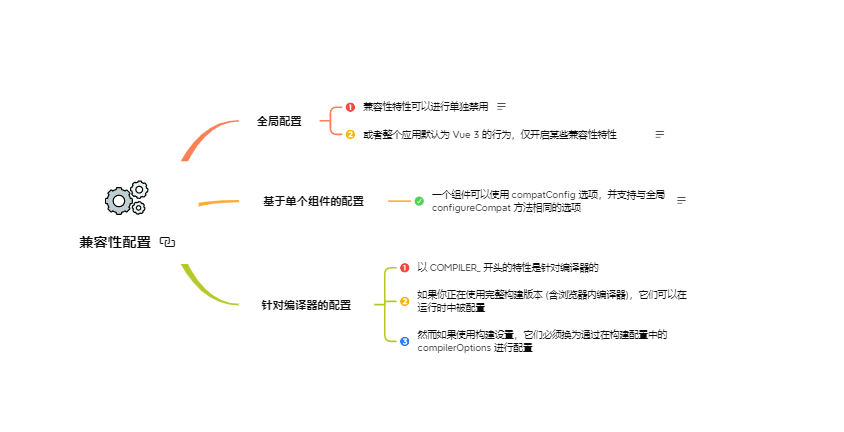 兼容性配置
全局配置
1 兼容性特性可以进行单独禁用
2 或者整个应用默认为 Vue 3 的行为，仅开启某些兼容性特性
基于单个组件的配置
一个组件可以使用 compatConfig 选项，并支持与全局
configureCompat 方法相同的选项
针对编译器的配置
1 以 COMPILER_ 开头的特性是针对编译器的
2 如果你正在使用完整构建版本 (含浏览器内编译器)，它们可以在
运行时中被配置
3 然而如果使用构建设置，它们必须换为通过在构建配置中的
compilerOptions 进行配置